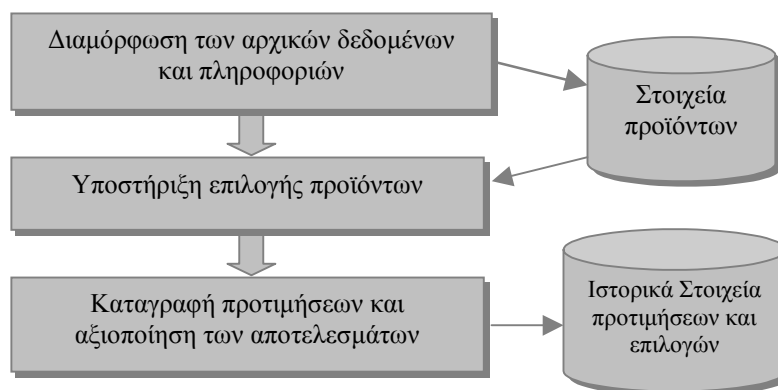 Διαμόρφωση των αρχικών δεδομένων
και πληροφοριών
Στοιχεία
προϊόντων
Υποστήριξη επιλογής προϊόντων
Καταγραφή προτιμήσεων και
αξιοποίηση των αποτελεσμάτων
Ιστορικά Στοιχεία
προτιμήσεων και
επιλογών